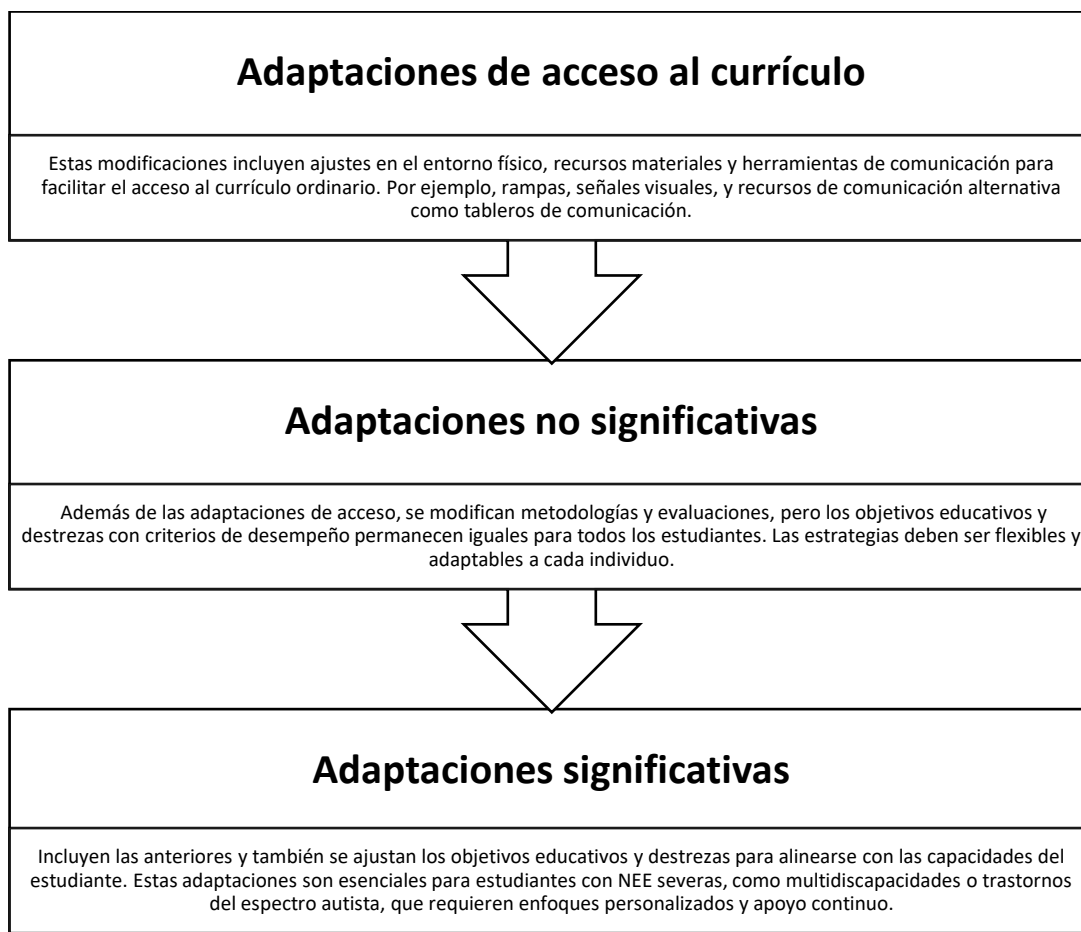 Adaptaciones de acceso al currículo
Estas modificaciones incluyen ajustes en el entorno físico, recursos materiales y herramientas de comunicación para
facilitar el acceso al currículo ordinario. Por ejemplo, rampas, señales visuales, y recursos de comunicación alternativa
como tableros de comunicación.
Adaptaciones no significativas
Además de las adaptaciones de acceso, se modifican metodologías y evaluaciones, pero los objetivos educativos y
destrezas con criterios de desempeño permanecen iguales para todos los estudiantes. Las estrategias deben ser flexibles y
adaptables a cada individuo.
Adaptaciones significativas
Incluyen las anteriores y también se ajustan los objetivos educativos y destrezas para alinearse con las capacidades del
estudiante. Estas adaptaciones son esenciales para estudiantes con NEE severas, como multidiscapacidades o trastornos
del espectro autista, que requieren enfoques personalizados y apoyo continuo.